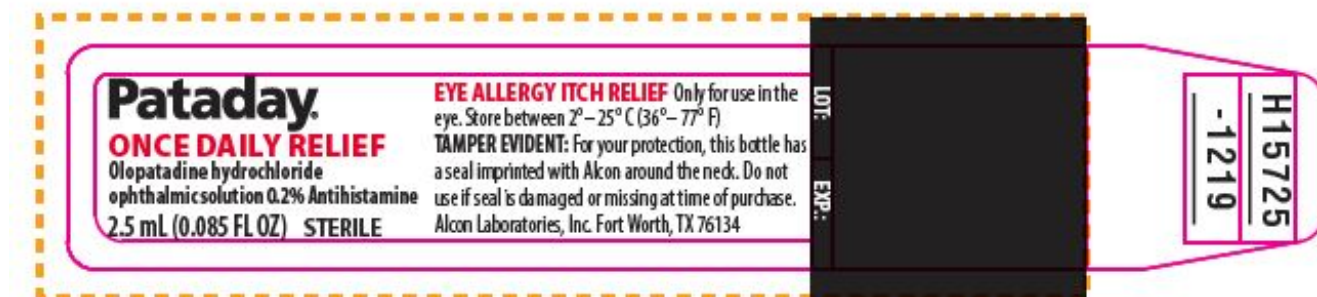 Pataday®
ONCE DAILY RELIEF
Olopatadine hydrochloride
ophthalmic solution 0.2% Antihistamine
2.5 mL (0.085 FL OZ) STERILE
EYE ALLERGY ITCH RELIEF Only for use in the
eye. Store between 2° – 25° C (36° – 77° F)
TAMPER EVIDENT: For your protection, this bottle has
a seal imprinted with Alcon around the neck. Do not
use if seal is damaged or missing at time of purchase.
Alcon Laboratories, Inc. Fort Worth, TX 76134
LOT:
EXP.:
H15725
-1219